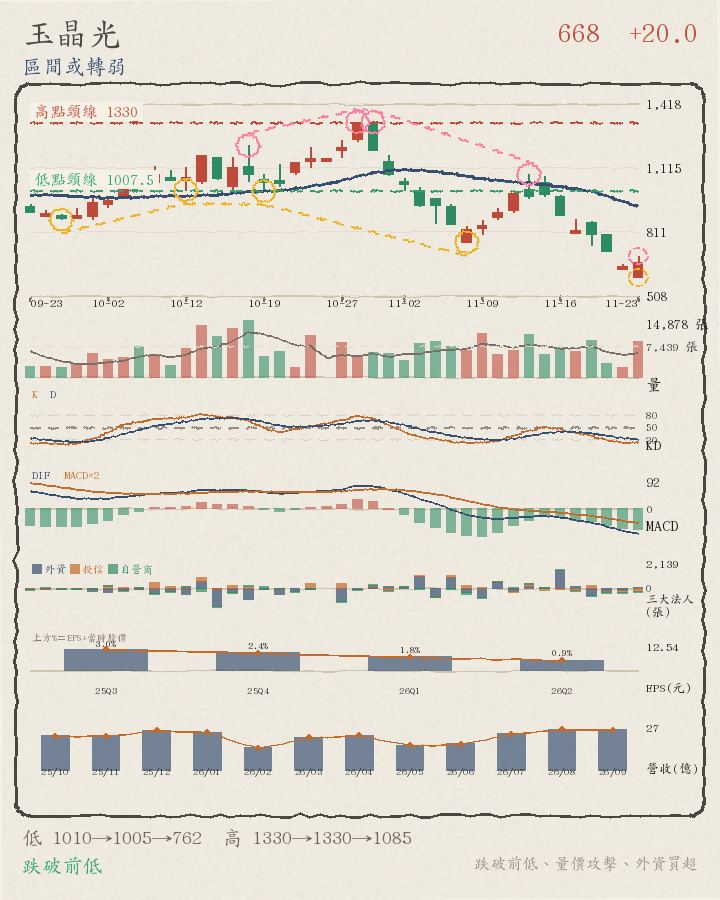 玉晶光
668 +20.0
區間或轉弱
高點頸線 1330
低點頸線 1007.5
1,418
1,115
811
508
09-23 10-02 10-12 10-19 10-27 11-02 11-09 11-16 11-23
14,878 張
7,439 張
量
K D
80
50
20
KD
DIF MACD×2
92
0
MACD
外資 投信 自營商
2,139
0
三大法人
(張)
上方%=EPS÷當時股價
3.0% 2.4% 1.8% 0.9%
12.54
25Q3 25Q4 26Q1 26Q2
EPS(元)
27
25/10 25/11 25/12 26/01 26/02 26/03 26/04 26/05 26/06 26/07 26/08 26/09
營收(億)
低 1010→1005→762 高 1330→1330→1085
跌破前低
跌破前低、量價攻擊、外資買超